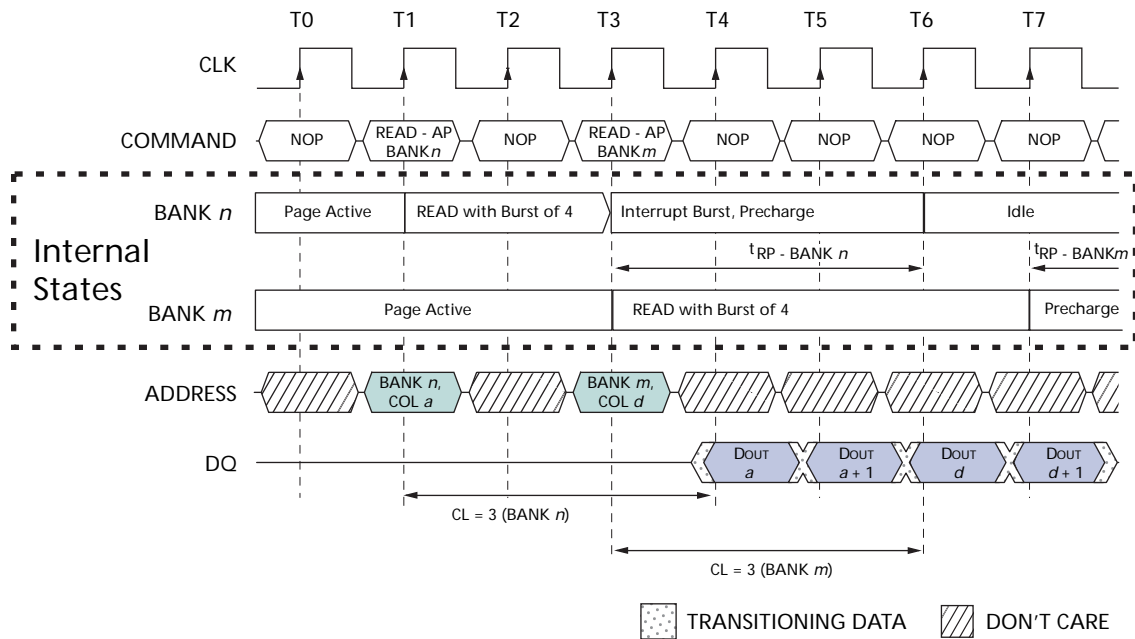 T0 T1 T2 T3 T4 T5 T6 T7
CLK
COMMAND NOP READ - AP NOP READ - AP NOP NOP NOP NOP
BANK n BANK m
BANK n Page Active READ with Burst of 4 Interrupt Burst, Precharge Idle
Internal
States
tRP - BANK n tRP - BANK m
BANK m Page Active READ with Burst of 4 Precharge
ADDRESS BANK n, BANK m,
COL a COL d
DQ DOUT DOUT DOUT DOUT
a a + 1 d d + 1
CL = 3 (BANK n)
CL = 3 (BANK m)
TRANSITIONING DATA DON'T CARE